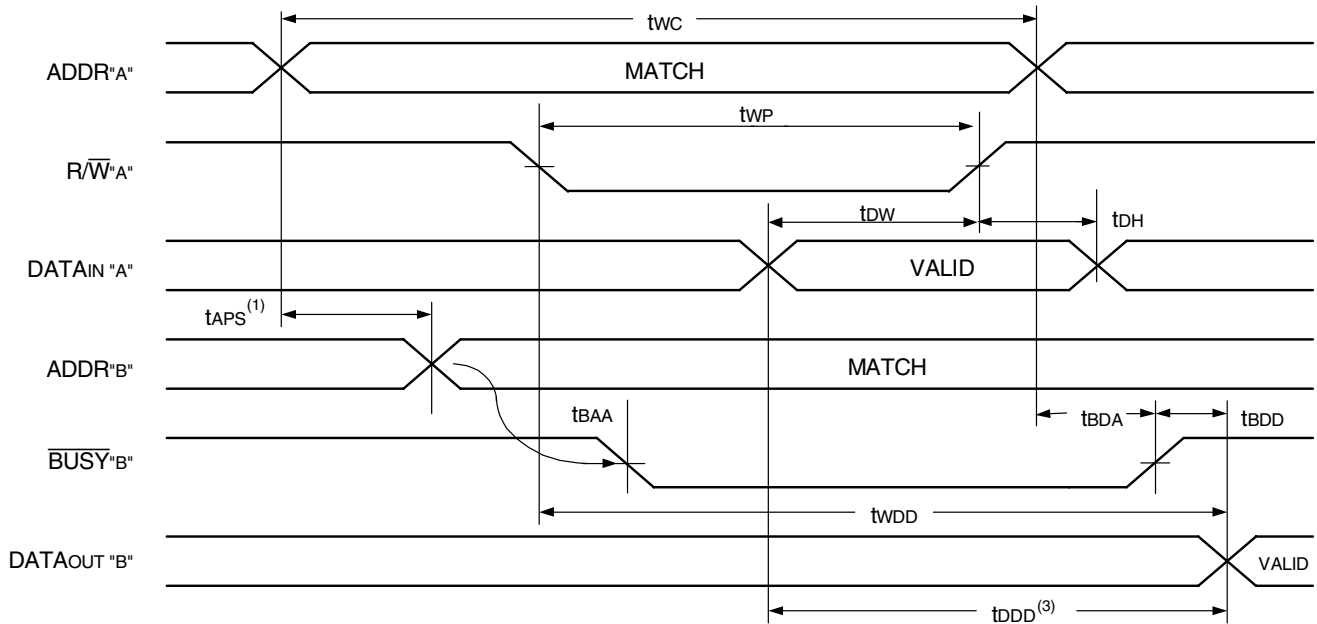 tWC
ADDR"A"
MATCH
tWP
R/W̅"A"
tDW
tDH
DATAIN "A"
VALID
tAPS(1)
ADDR"B"
MATCH
tBAA
tBDA
tBDD
B̅U̅S̅Y̅"B"
tWDD
DATAOUT "B"
VALID
tDDD(3)